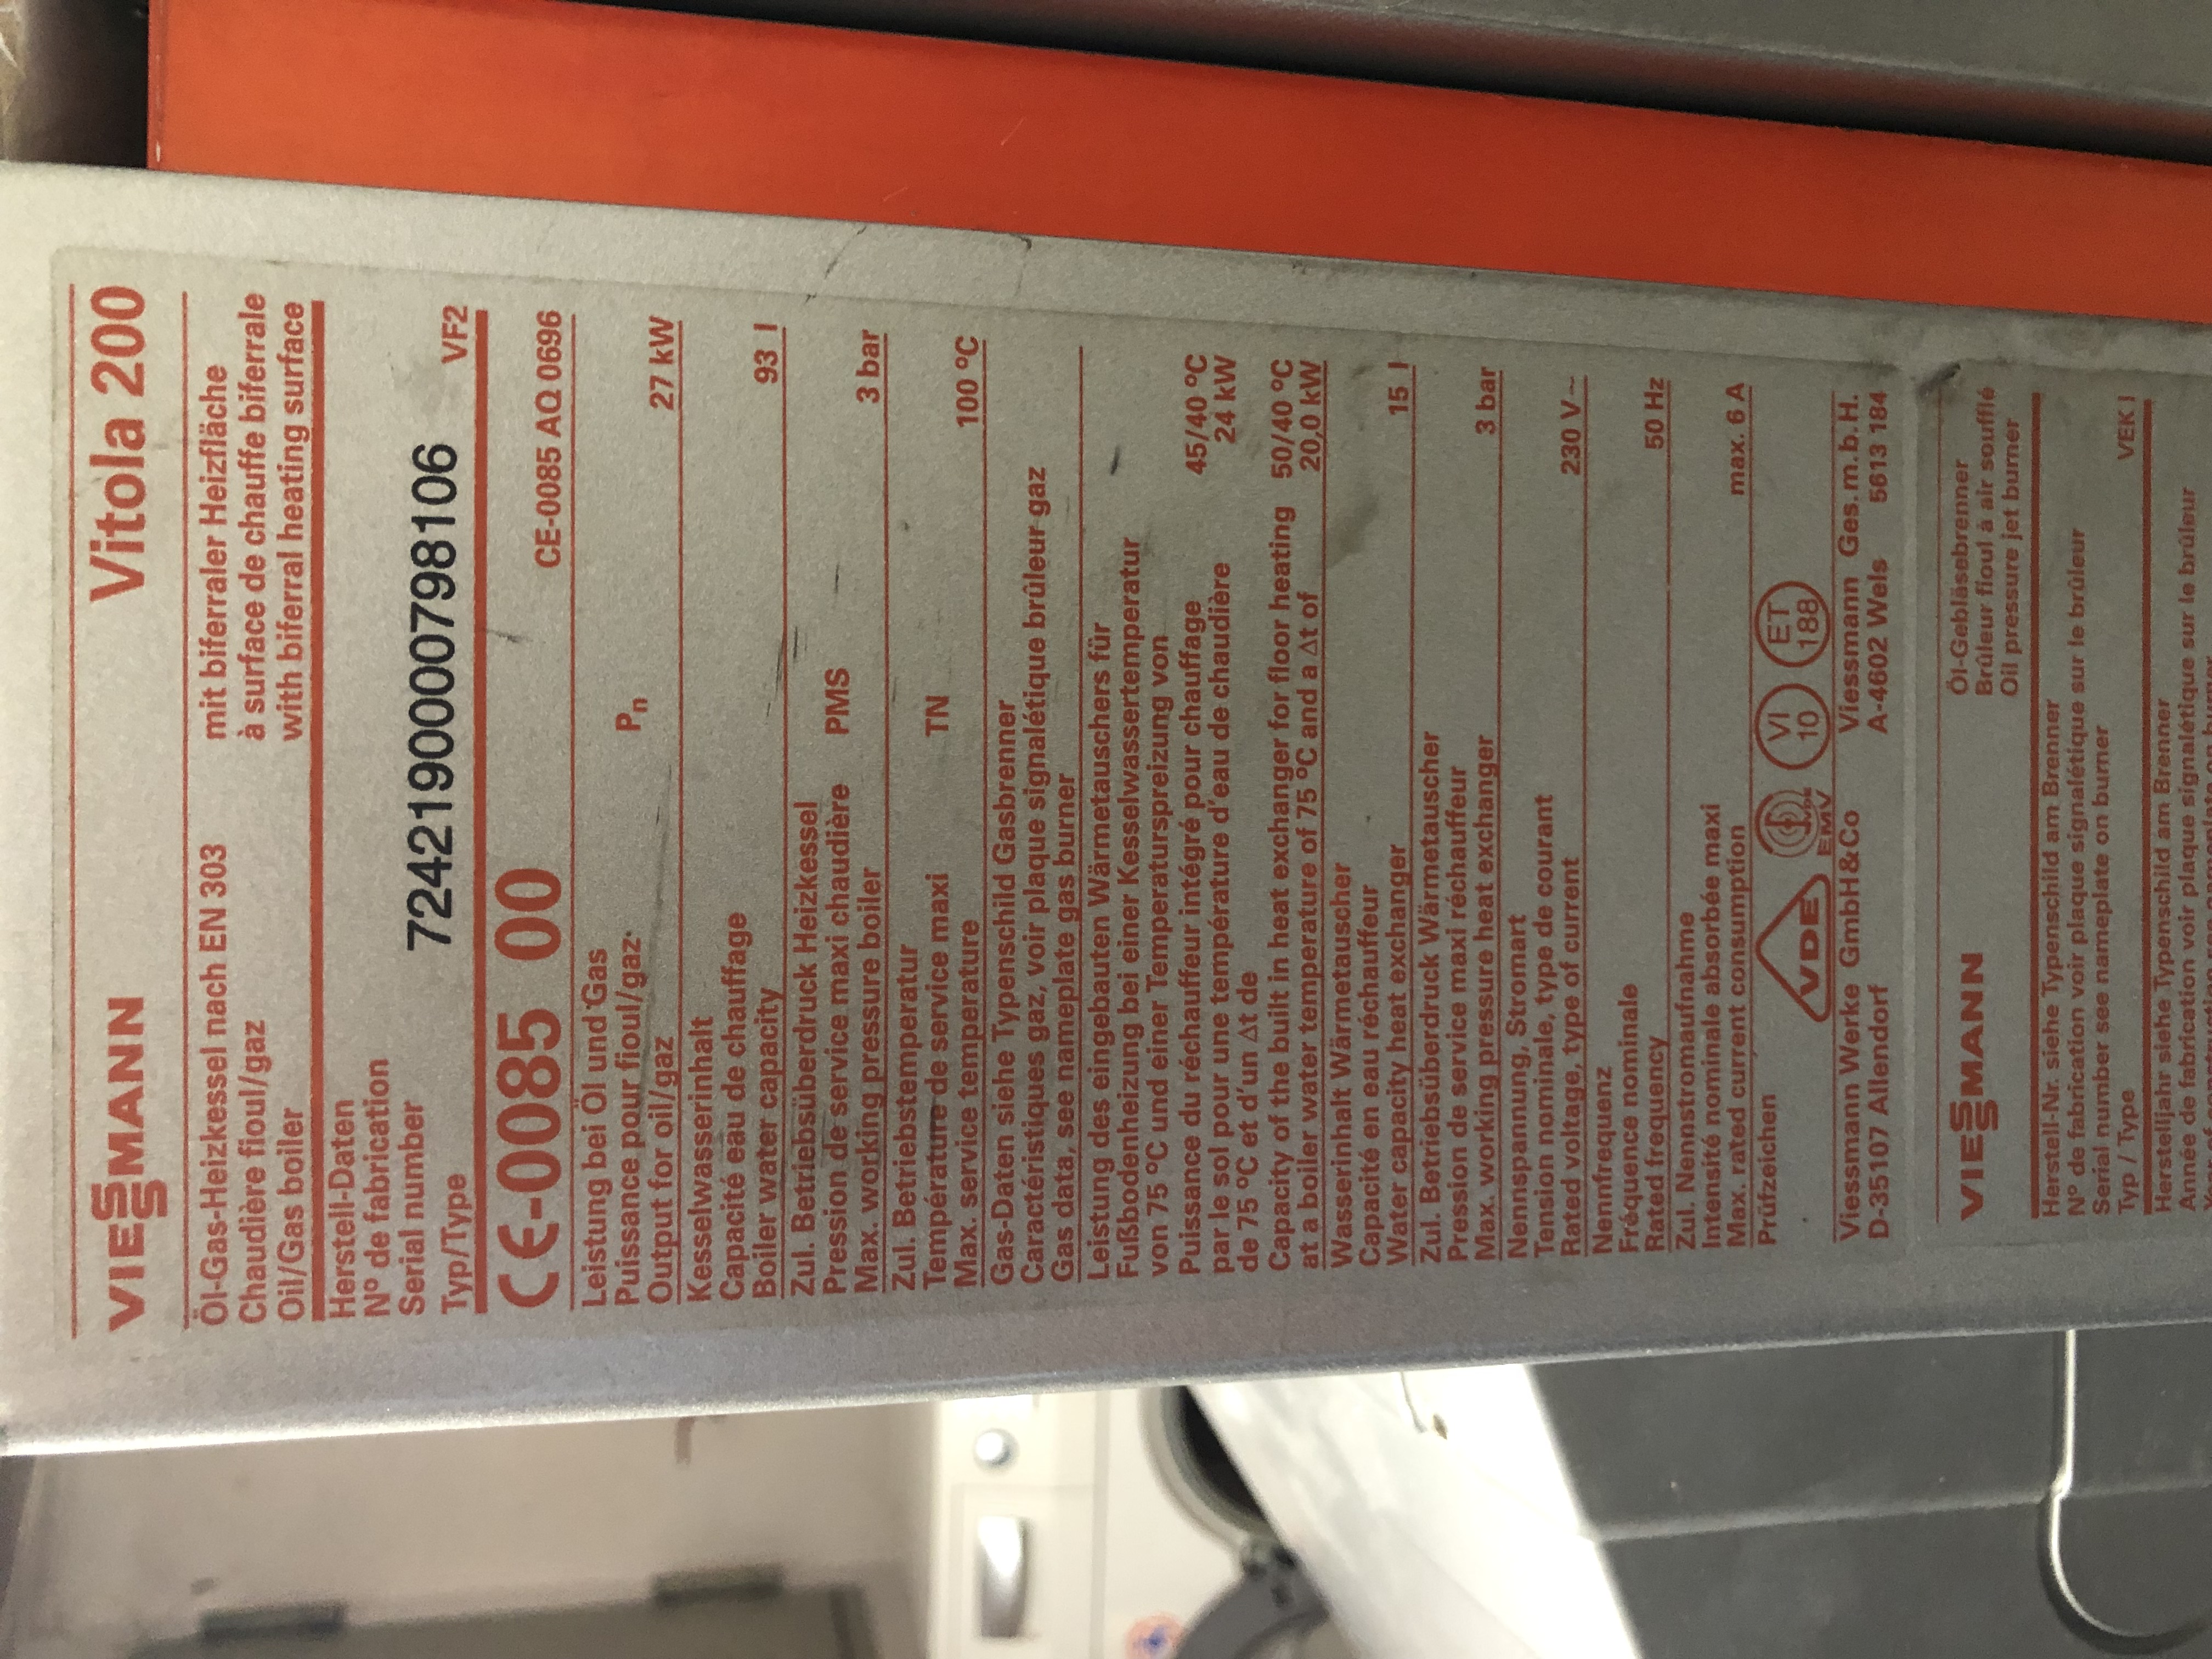 VIESSMANN Vitola 200
Öl-Gas-Heizkessel nach EN 303 mit biferraler Heizfläche
Chaudière fioul/gaz à surface de chauffe biferrale
Oil/Gas boiler with biferral heating surface
Herstell-Daten
N° de fabrication
Serial number 7242190000798106
Typ/Type VF2
CE-0085 00 CE-0085 AQ 0696
Leistung bei Öl und Gas
Puissance pour fioul/gaz Pn
Output for oil/gaz 27 kW
Kesselwasserinhalt
Capacité eau de chauffage
Boiler water capacity 93 l
Zul. Betriebsüberdruck Heizkessel
Pression de service maxi chaudière PMS
Max. working pressure boiler 3 bar
Zul. Betriebstemperatur
Température de service maxi TN
Max. service temperature 100 °C
Gas-Daten siehe Typenschild Gasbrenner
Caractéristiques gaz, voir plaque signalétique brûleur gaz
Gas data, see nameplate gas burner
Leistung des eingebauten Wärmetauschers für
Fußbodenheizung bei einer Kesselwassertemperatur
von 75 °C und einer Temperaturspreizung von
Puissance du réchauffeur intégré pour chauffage 45/40 °C
par le sol pour une température d'eau de chaudière 24 kW
de 75 °C et d'un Δt de
Capacity of the built in heat exchanger for floor heating 50/40 °C
at a boiler water temperature of 75 °C and a Δt of 20,0 kW
Wasserinhalt Wärmetauscher
Capacité en eau réchauffeur
Water capacity heat exchanger 15 l
Zul. Betriebsüberdruck Wärmetauscher
Pression de service maxi réchauffeur
Max. working pressure heat exchanger 3 bar
Nennspannung, Stromart
Tension nominale, type de courant
Rated voltage, type of current 230 V~
Nennfrequenz
Fréquence nominale
Rated frequency 50 Hz
Zul. Nennstromaufnahme
Intensité nominale absorbée maxi
Max. rated current consumption max. 6 A
Prüfzeichen VDE EMV VI 10 ET 188
Viessmann Werke GmbH&Co Viessmann Ges.m.b.H.
D-35107 Allendorf A-4602 Wels 5613 184
VIESSMANN
Öl-Gebläsebrenner
Brûleur fioul à air soufflé
Oil pressure jet burner
Herstell-Nr. siehe Typenschild am Brenner
N° de fabrication voir plaque signalétique sur le brûleur
Serial nunber see nameplate on burner
Typ / Type VEK I
Herstelljahr siehe Typenschild am Brenner
Année de fabrication voir plaque signalétique sur le brûleur